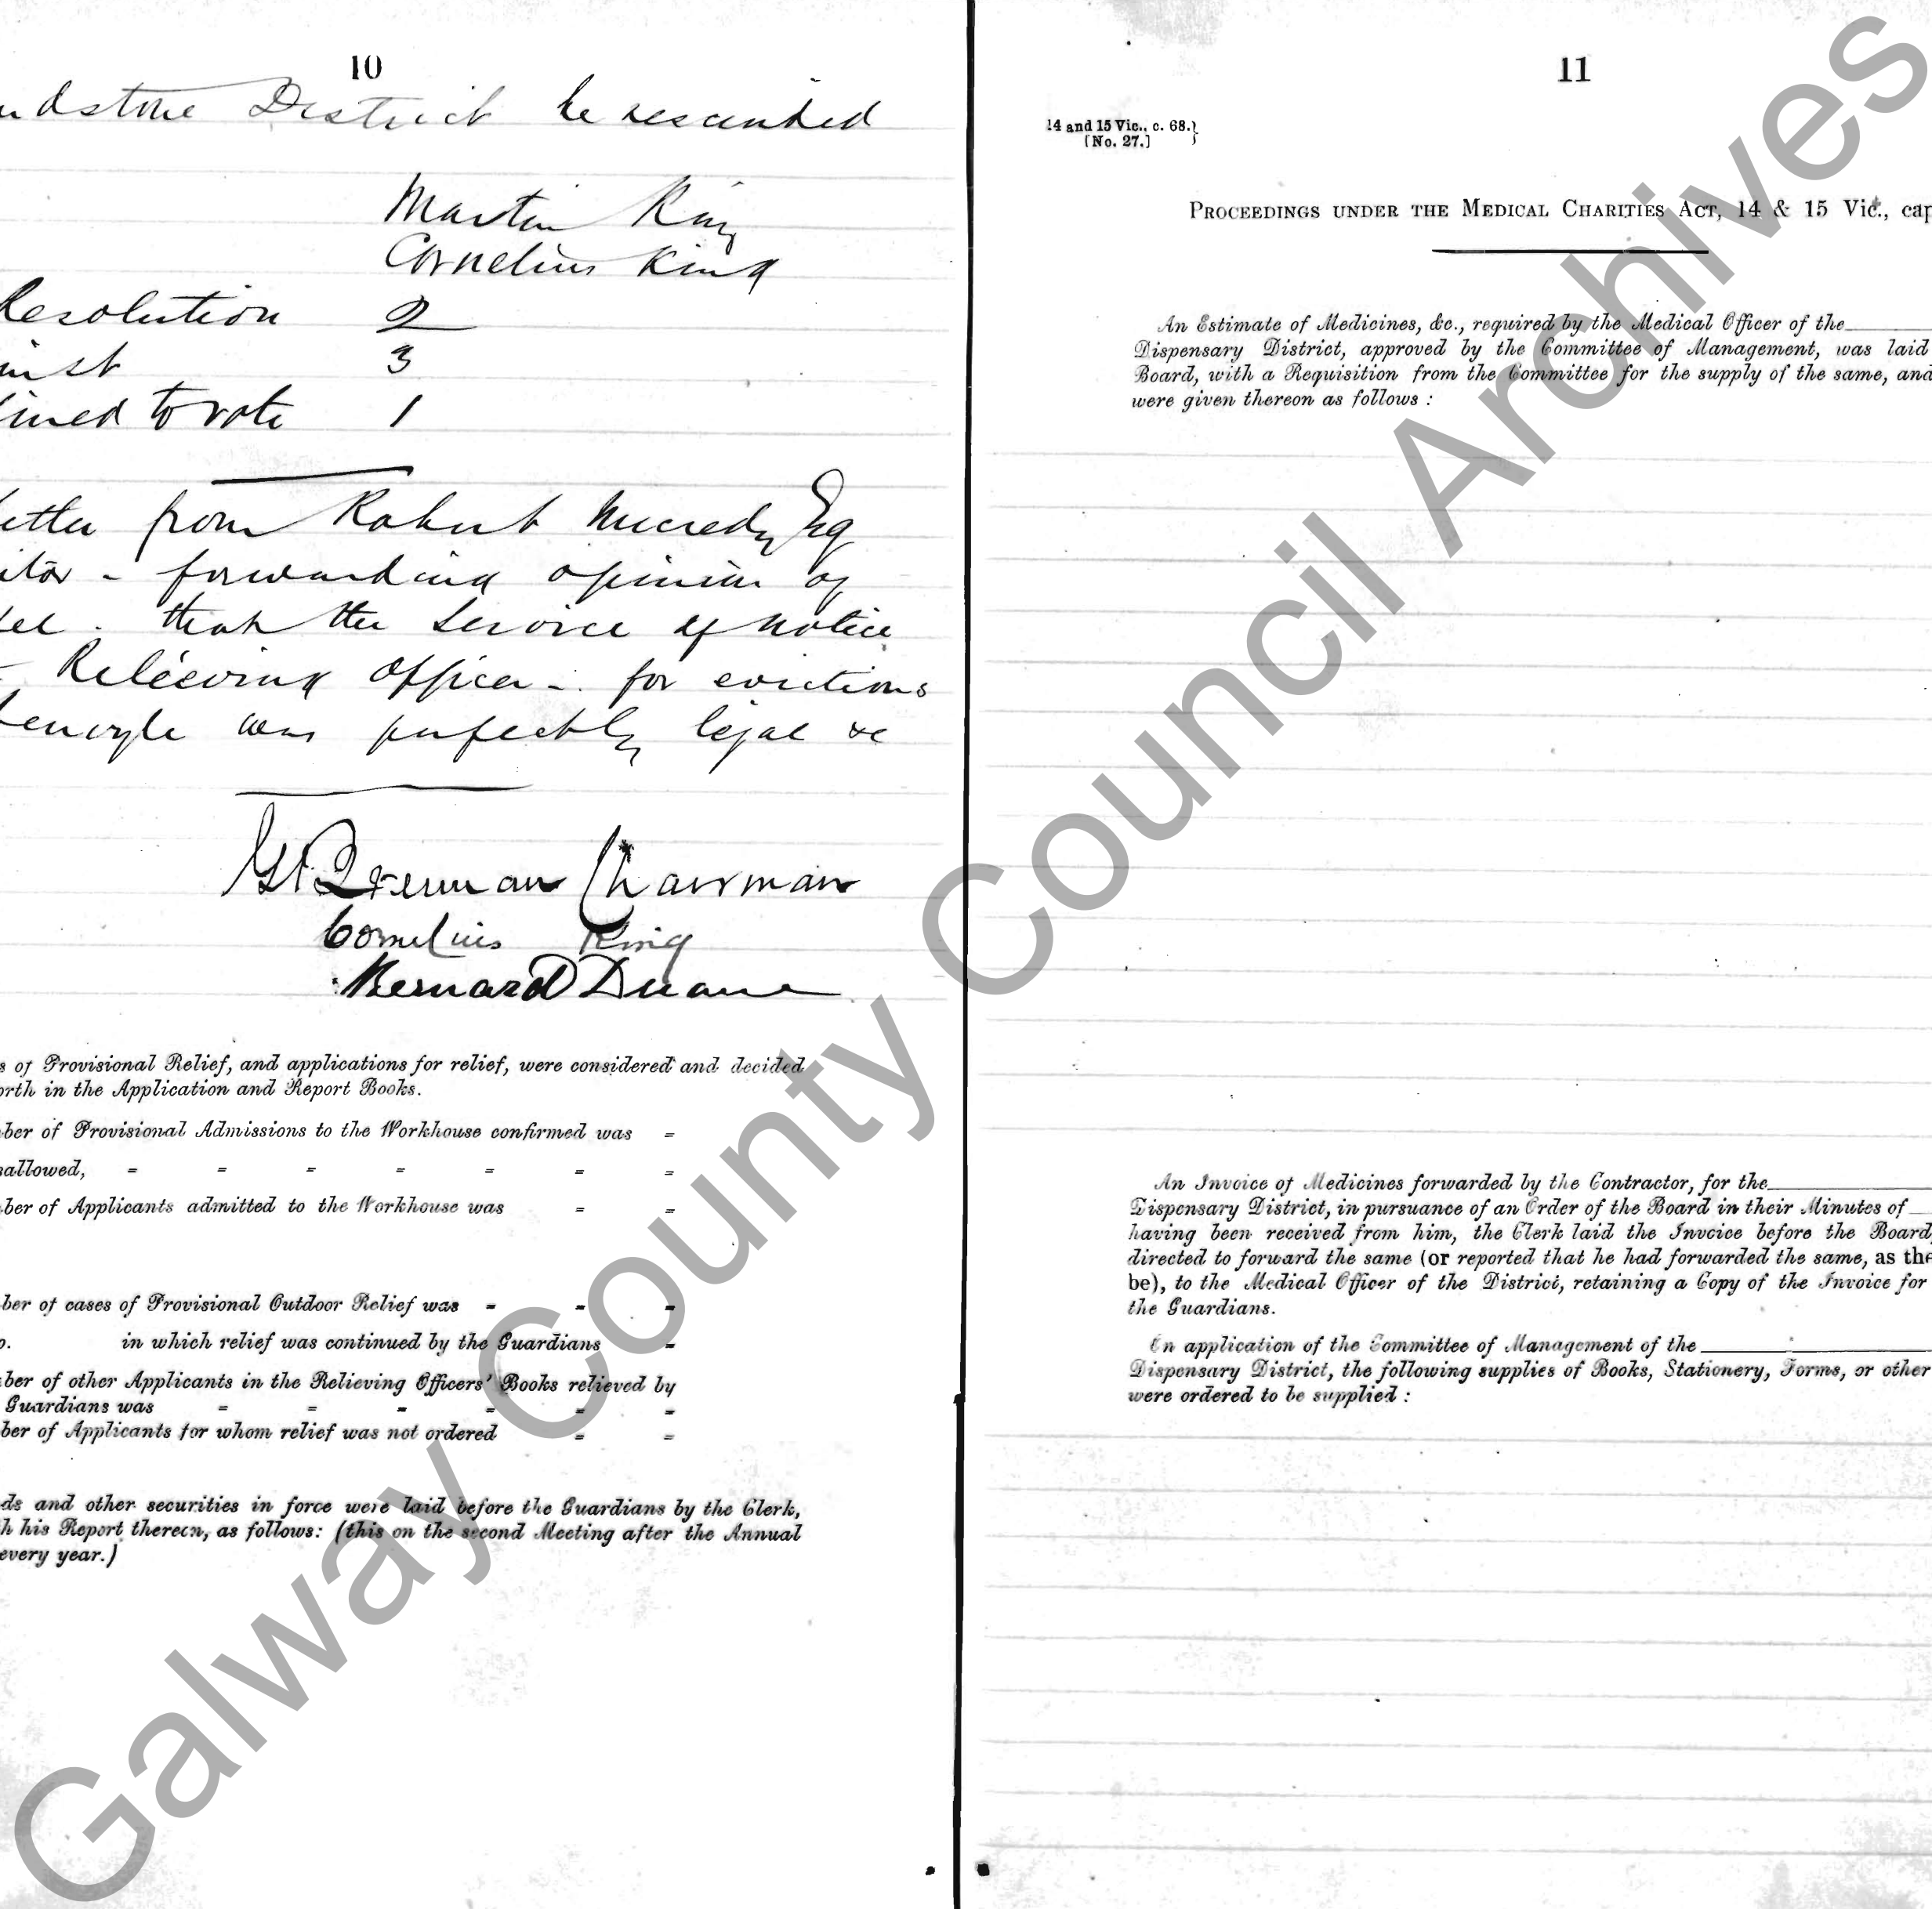 10
ndstone District be rescinded
Martin King
Cornelius King
Resolution 2
inst 3
ined to vote 1
etter from Robert Mecredy Esq
itor - forwarding opinion of
sel - that the Service of notice
Relieving Officer - for evictions
was perfectly legal &c
Brennan Chairman
Cornelius King
Bernard Duane
s of Provisional Relief, and applications for relief, were considered and decided
orth in the Application and Report Books.
ber of Provisional Admissions to the Workhouse confirmed was =
allowed, = = = = = = =
ber of Applicants admitted to the Workhouse was = =
ber of cases of Provisional Outdoor Relief was - - -
o. in which relief was continued by the Guardians -
ber of other Applicants in the Relieving Officers' Books relieved by
Guardians was = = - = = -
ber of Applicants for whom relief was not ordered = =
ds and other securities in force were laid before the Guardians by the Clerk,
h his Report thereon, as follows: (this on the second Meeting after the Annual
every year.)
11
14 and 15 Vic., c. 68.}
[No. 27.]
PROCEEDINGS UNDER THE MEDICAL CHARITIES ACT, 14 & 15 Vic., cap
An Estimate of Medicines, &c., required by the Medical Officer of the
Dispensary District, approved by the Committee of Management, was laid
Board, with a Requisition from the Committee for the supply of the same, and
were given thereon as follows :
An Invoice of Medicines forwarded by the Contractor, for the
Dispensary District, in pursuance of an Order of the Board in their Minutes of
having been received from him, the Clerk laid the Invoice before the Board,
directed to forward the same (or reported that he had forwarded the same, as the
be), to the Medical Officer of the District, retaining a Copy of the Invoice for
the Guardians.
On application of the Committee of Management of the
Dispensary District, the following supplies of Books, Stationery, Forms, or other
were ordered to be supplied :
Galway County Council Archives